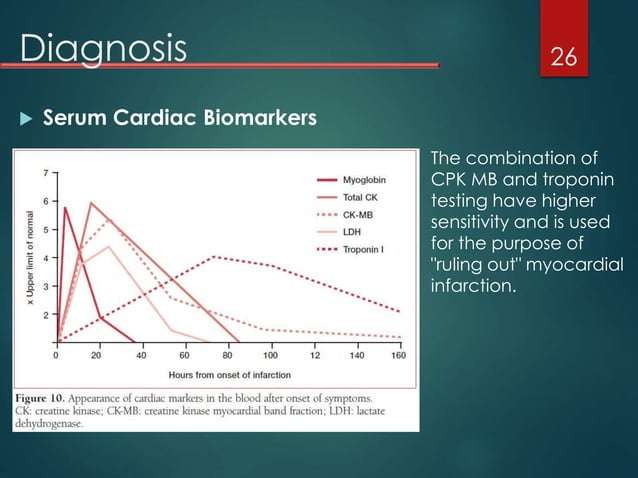 Diagnosis
26
Serum Cardiac Biomarkers
The combination of
CPK MB and troponin
testing have higher
sensitivity and is used
for the purpose of
"ruling out" myocardial
infarction.
7
6
5
4
3
2
x Upper limit of normal
Myoglobin
Total CK
CK-MB
LDH
Troponin I
0 20 40 60 80 100 12 140 160
Hours from onset of infarction
Figure 10. Appearance of cardiac markers in the blood after onset of symptoms.
CK: creatine kinase; CK-MB: creatine kinase myocardial band fraction; LDH: lactate
dehydrogenase.